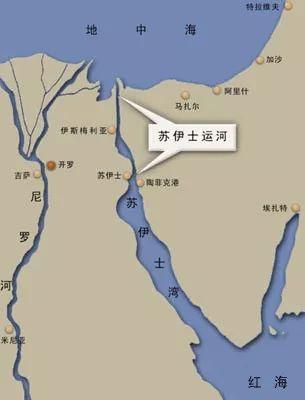 特拉维夫
地中海
加沙
阿里什
马扎尔
伊斯梅利亚
苏伊士运河
开罗
吉萨
苏伊士
陶菲克港
埃扎特
尼罗河
苏伊士湾
米尼亚
红海